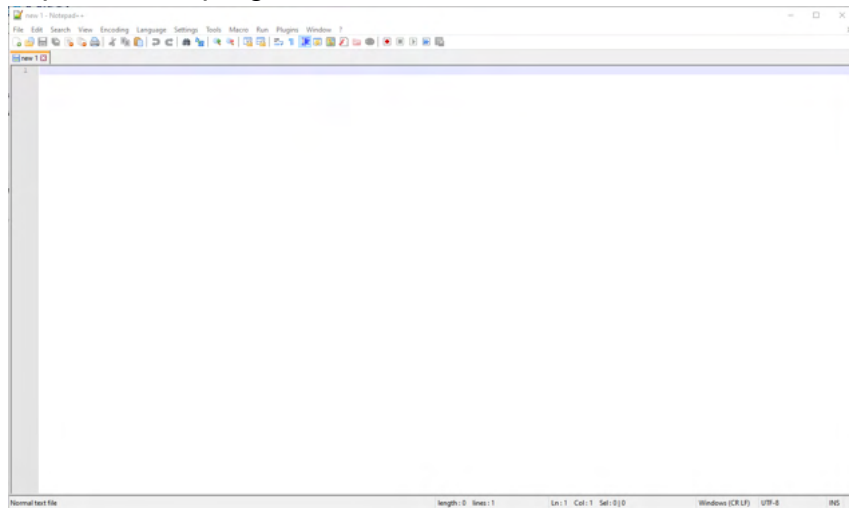 new 1 - Notepad++
File Edit Search View Encoding Language Settings Tools Macro Run Plugins Window ?
new 1
1
Normal text file length : 0 lines : 1 Ln : 1 Col : 1 Sel : 0 | 0 Windows (CR LF) UTF-8 INS